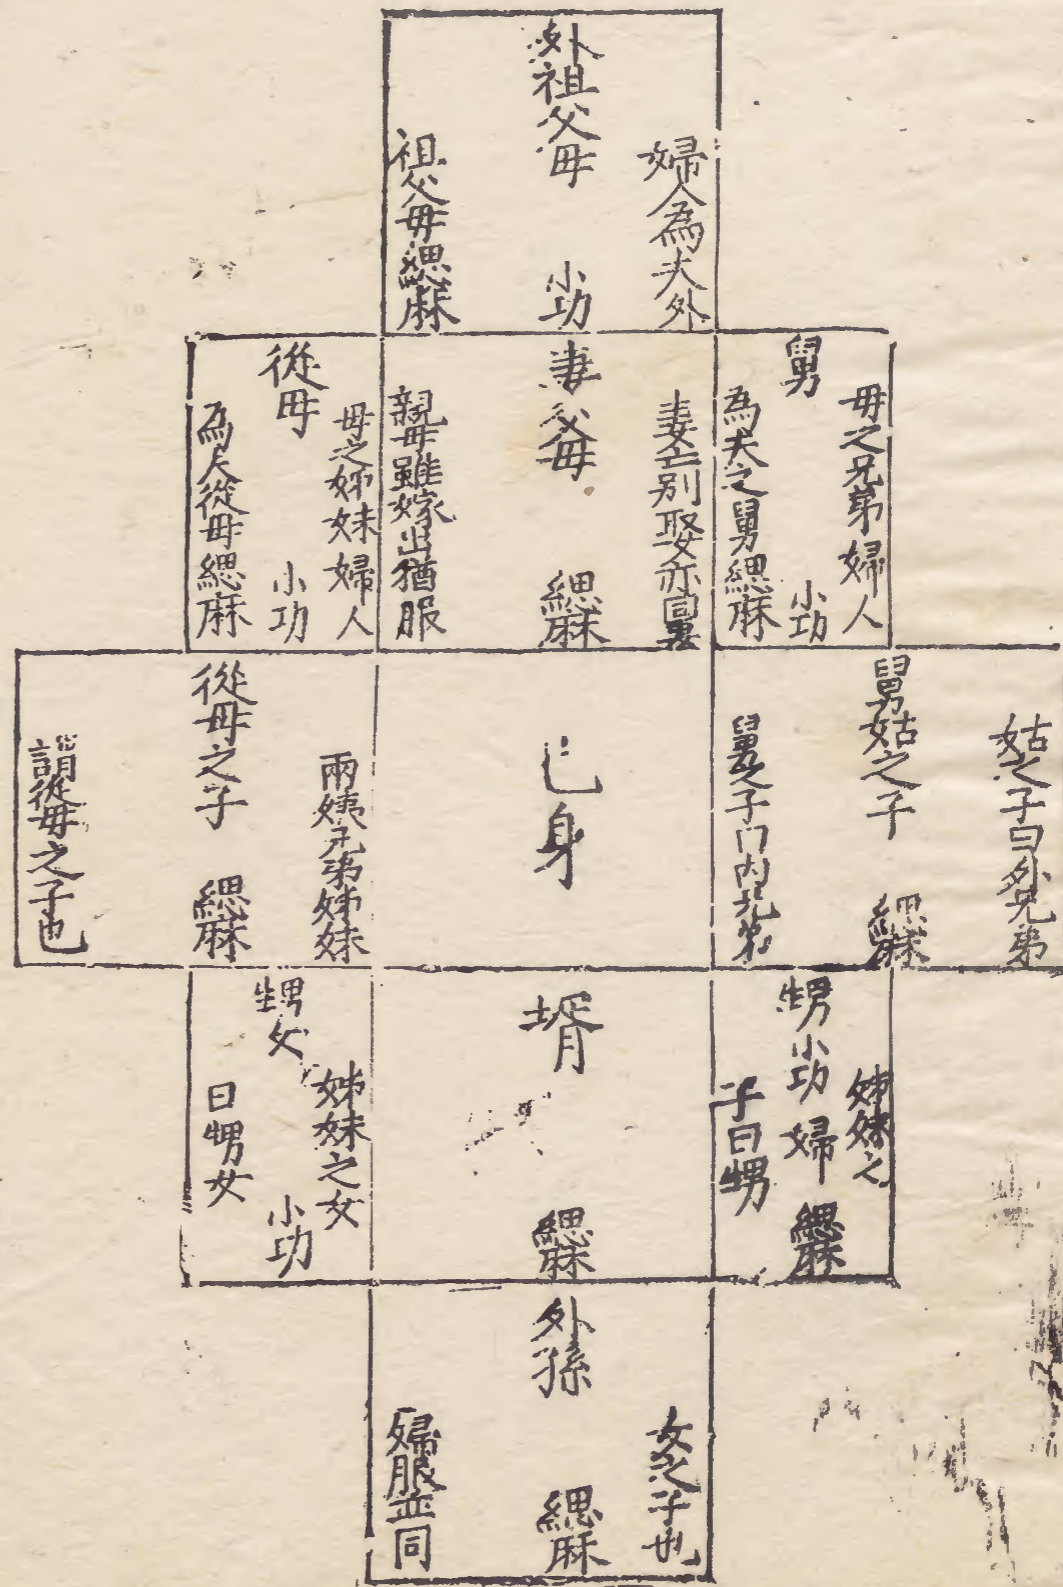 婦人為夫外
外祖父母 小功
祖父母緦麻
母之兄弟婦人
舅 小功
為夫之舅緦麻
妻亡別娶亦同妻
妻父母 緦麻
親母雖嫁出猶服
母之姊妹婦人
從母 小功
為夫從母緦麻
姑之子曰外兄弟
舅姑之子 緦麻
舅之子曰內兄弟
己身
兩姨兄弟姊妹
從母之子 緦麻
謂從母之子也
姊妹之
甥小功 婦緦麻
子曰甥
壻 緦麻
姊妹之女
甥女 小功
曰甥女
女之子也
外孫 緦麻
婦服並同